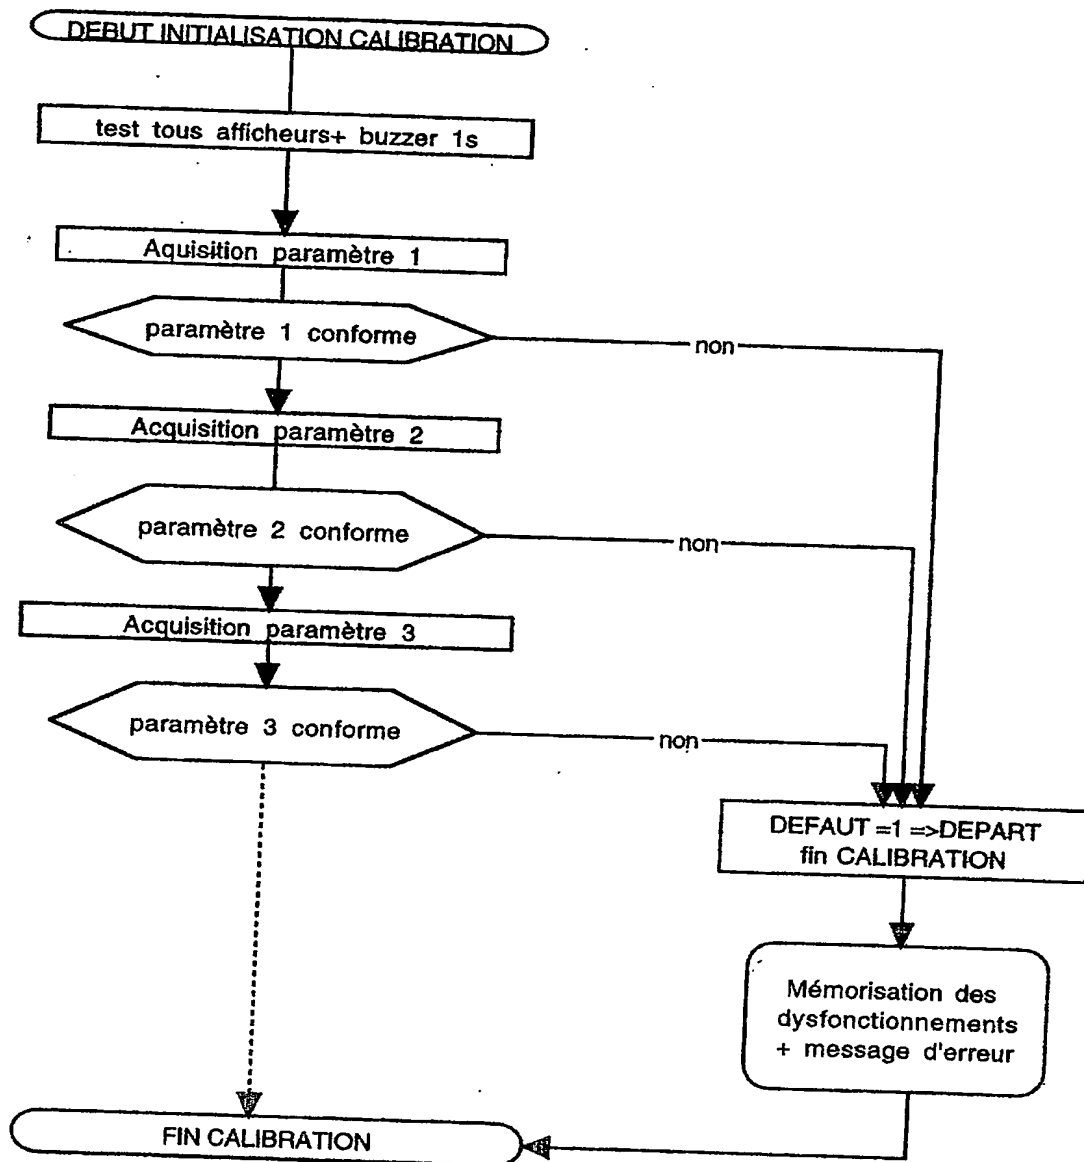 DEBUT INITIALISATION CALIBRATION
test tous afficheurs+ buzzer 1s
Aquisition paramètre 1
paramètre 1 conforme
non
Acquisition paramètre 2
paramètre 2 conforme
non
Acquisition paramètre 3
paramètre 3 conforme
non
DEFAUT =1 =>DEPART
fin CALIBRATION
Mémorisation des
dysfonctionnements
+ message d'erreur
FIN CALIBRATION